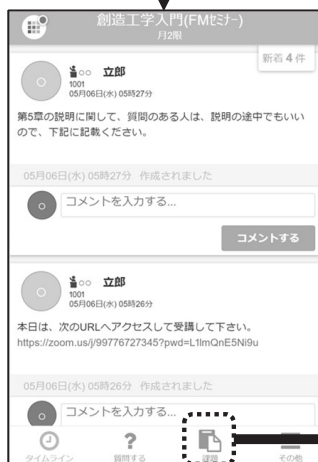 創造工学入門(FMｾﾐﾅｰ)
月2限
新着 4 件
○○ 立郎
1001
05月06日(水) 05時27分
第5章の説明に関して、質問のある人は、説明の途中でもいい
ので、下記に記載ください。
05月06日(水) 05時27分 作成されました
コメントを入力する...
コメントする
○○ 立郎
1001
05月06日(水) 05時26分
本日は、次のURLへアクセスして受講して下さい。
https://zoom.us/j/99776727345?pwd=L1lmQnE5Ni9u
05月06日(水) 05時26分 作成されました
コメントを入力する...
タイムライン 質問する 課題 その他